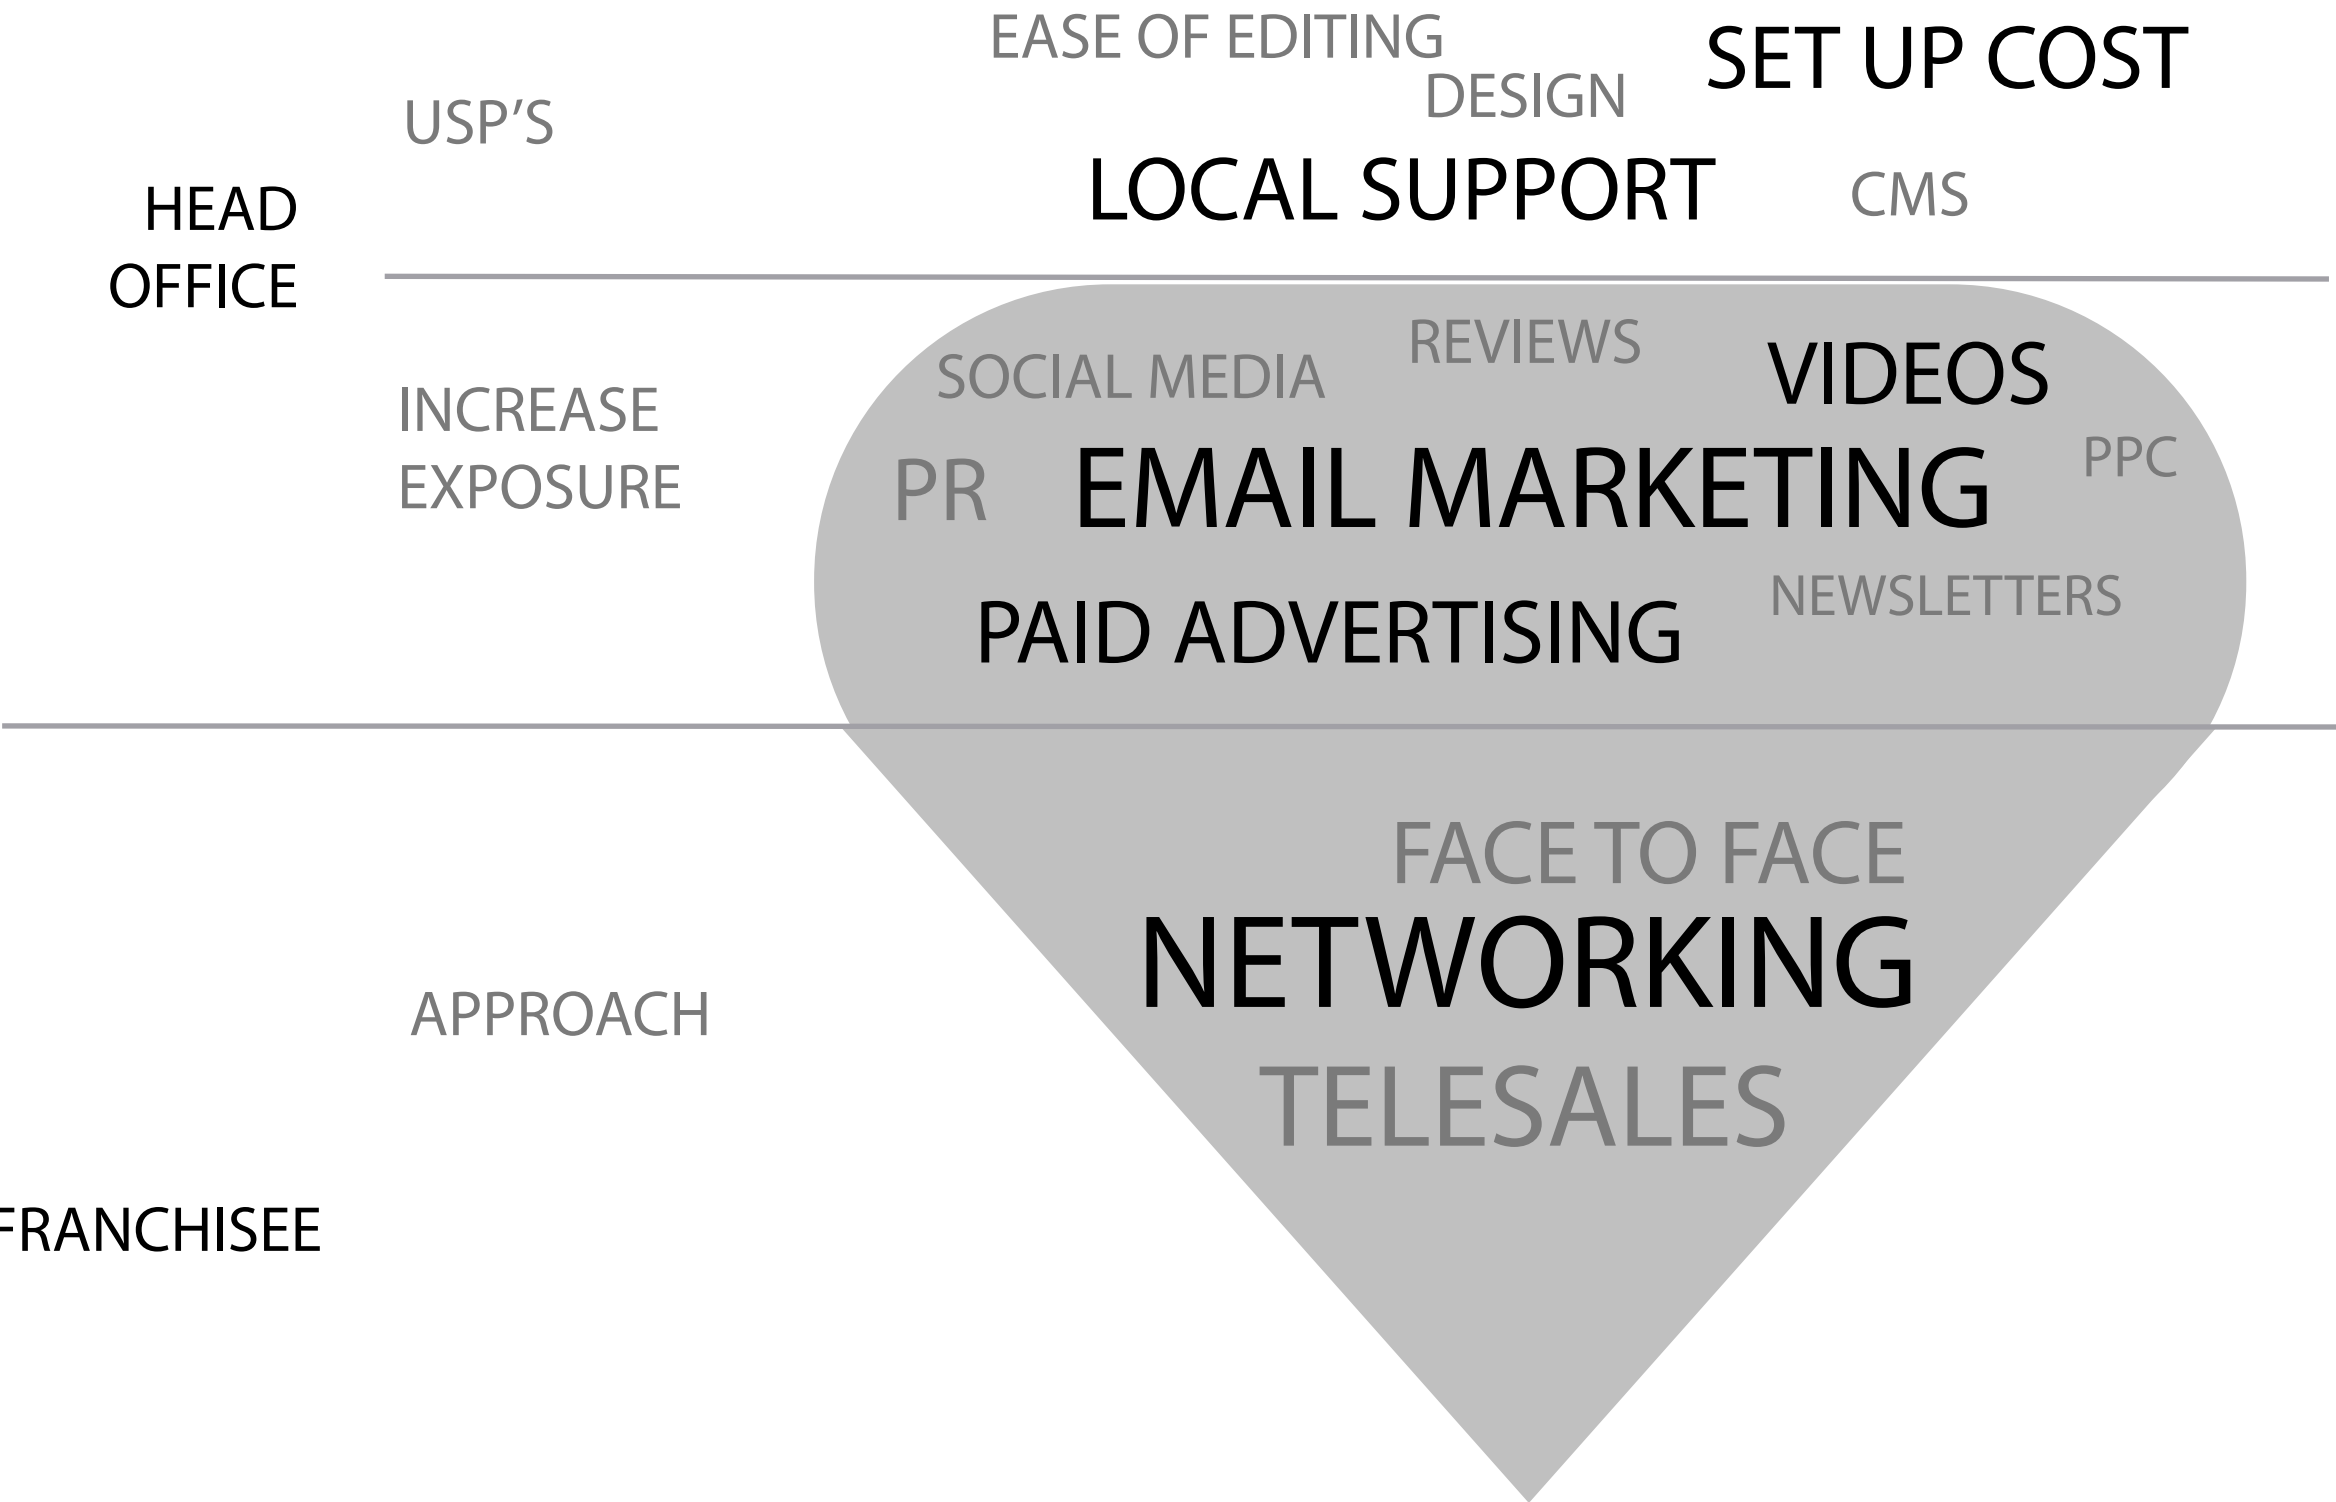 EASE OF EDITING
SET UP COST
DESIGN
USP'S
LOCAL SUPPORT
CMS
HEAD
OFFICE
REVIEWS
SOCIAL MEDIA
VIDEOS
INCREASE
EXPOSURE
PR
EMAIL MARKETING
PPC
PAID ADVERTISING
NEWSLETTERS
FACE TO FACE
NETWORKING
APPROACH
TELESALES
FRANCHISEE